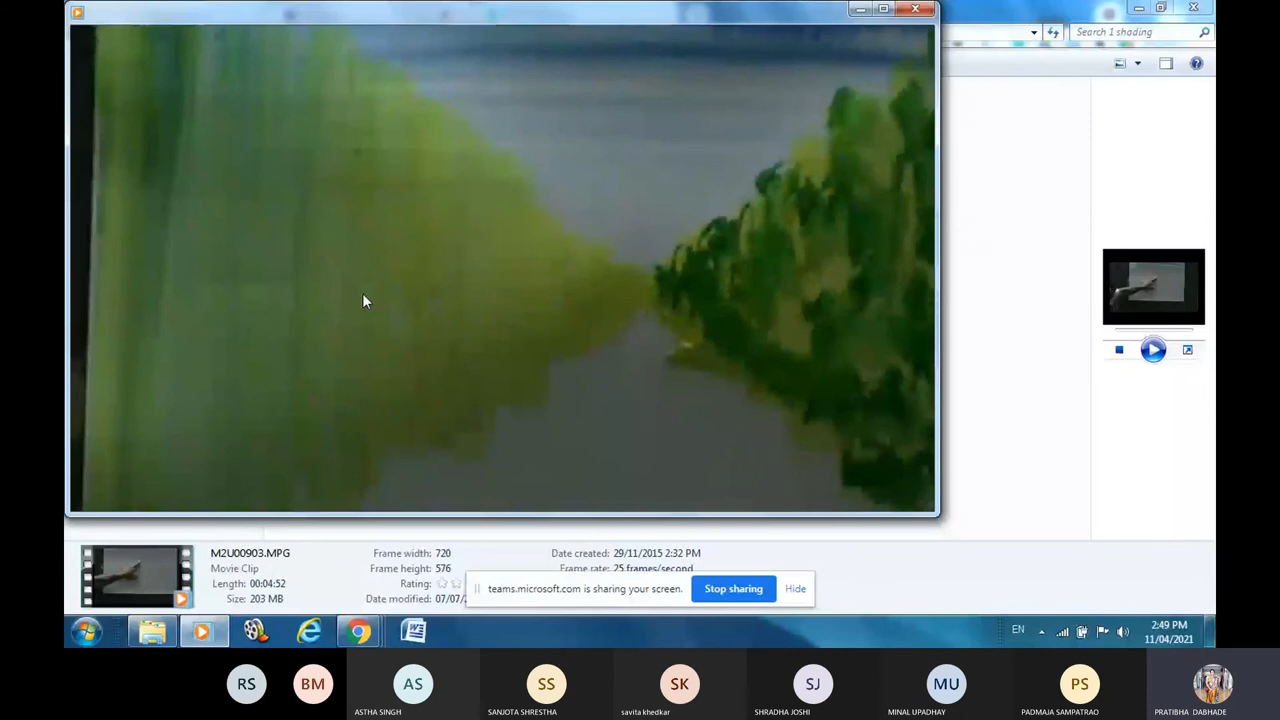 Search 1 shading
M2U00903.MPG
Movie Clip
Length: 00:04:52
Size: 203 MB
Frame width: 720
Frame height: 576
Rating:
Date modified: 07/07/
Date created: 29/11/2015 2:32 PM
Frame rate: 25 frames/second
teams.microsoft.com is sharing your screen.
Stop sharing
Hide
EN
2:49 PM
11/04/2021
RS
BM
AS
SS
SK
SJ
MU
PS
ASTHA SINGH
SANJOTA SHRESTHA
savita khedkar
SHRADHA JOSHI
MINAL UPADHAY
PADMAJA SAMPATRAO
PRATIBHA DABHADE